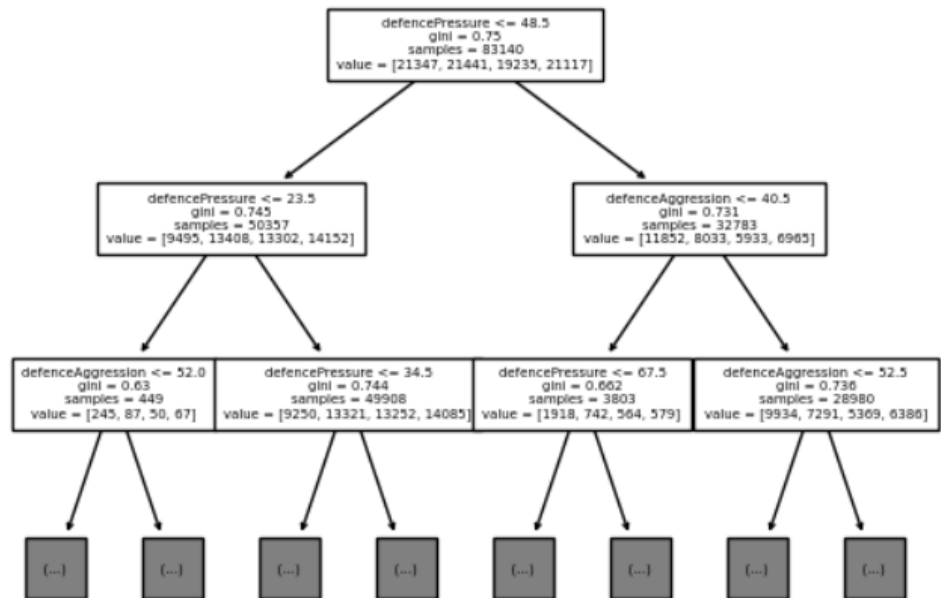 defencePressure <= 48.5
gini = 0.75
samples = 83140
value = [21347, 21441, 19235, 21117]
defencePressure <= 23.5
gini = 0.745
samples = 50357
value = [9495, 13408, 13302, 14152]
defenceAggression <= 40.5
gini = 0.731
samples = 32783
value = [11852, 8033, 5933, 6965]
defenceAggression <= 52.0
gini = 0.63
samples = 449
value = [245, 87, 50, 67]
defencePressure <= 34.5
gini = 0.744
samples = 49908
value = [9250, 13321, 13252, 14085]
defencePressure <= 67.5
gini = 0.662
samples = 3803
value = [1918, 742, 564, 579]
defenceAggression <= 52.5
gini = 0.736
samples = 28980
value = [9934, 7291, 5369, 6386]
(...)
(...)
(...)
(...)
(...)
(...)
(...)
(...)